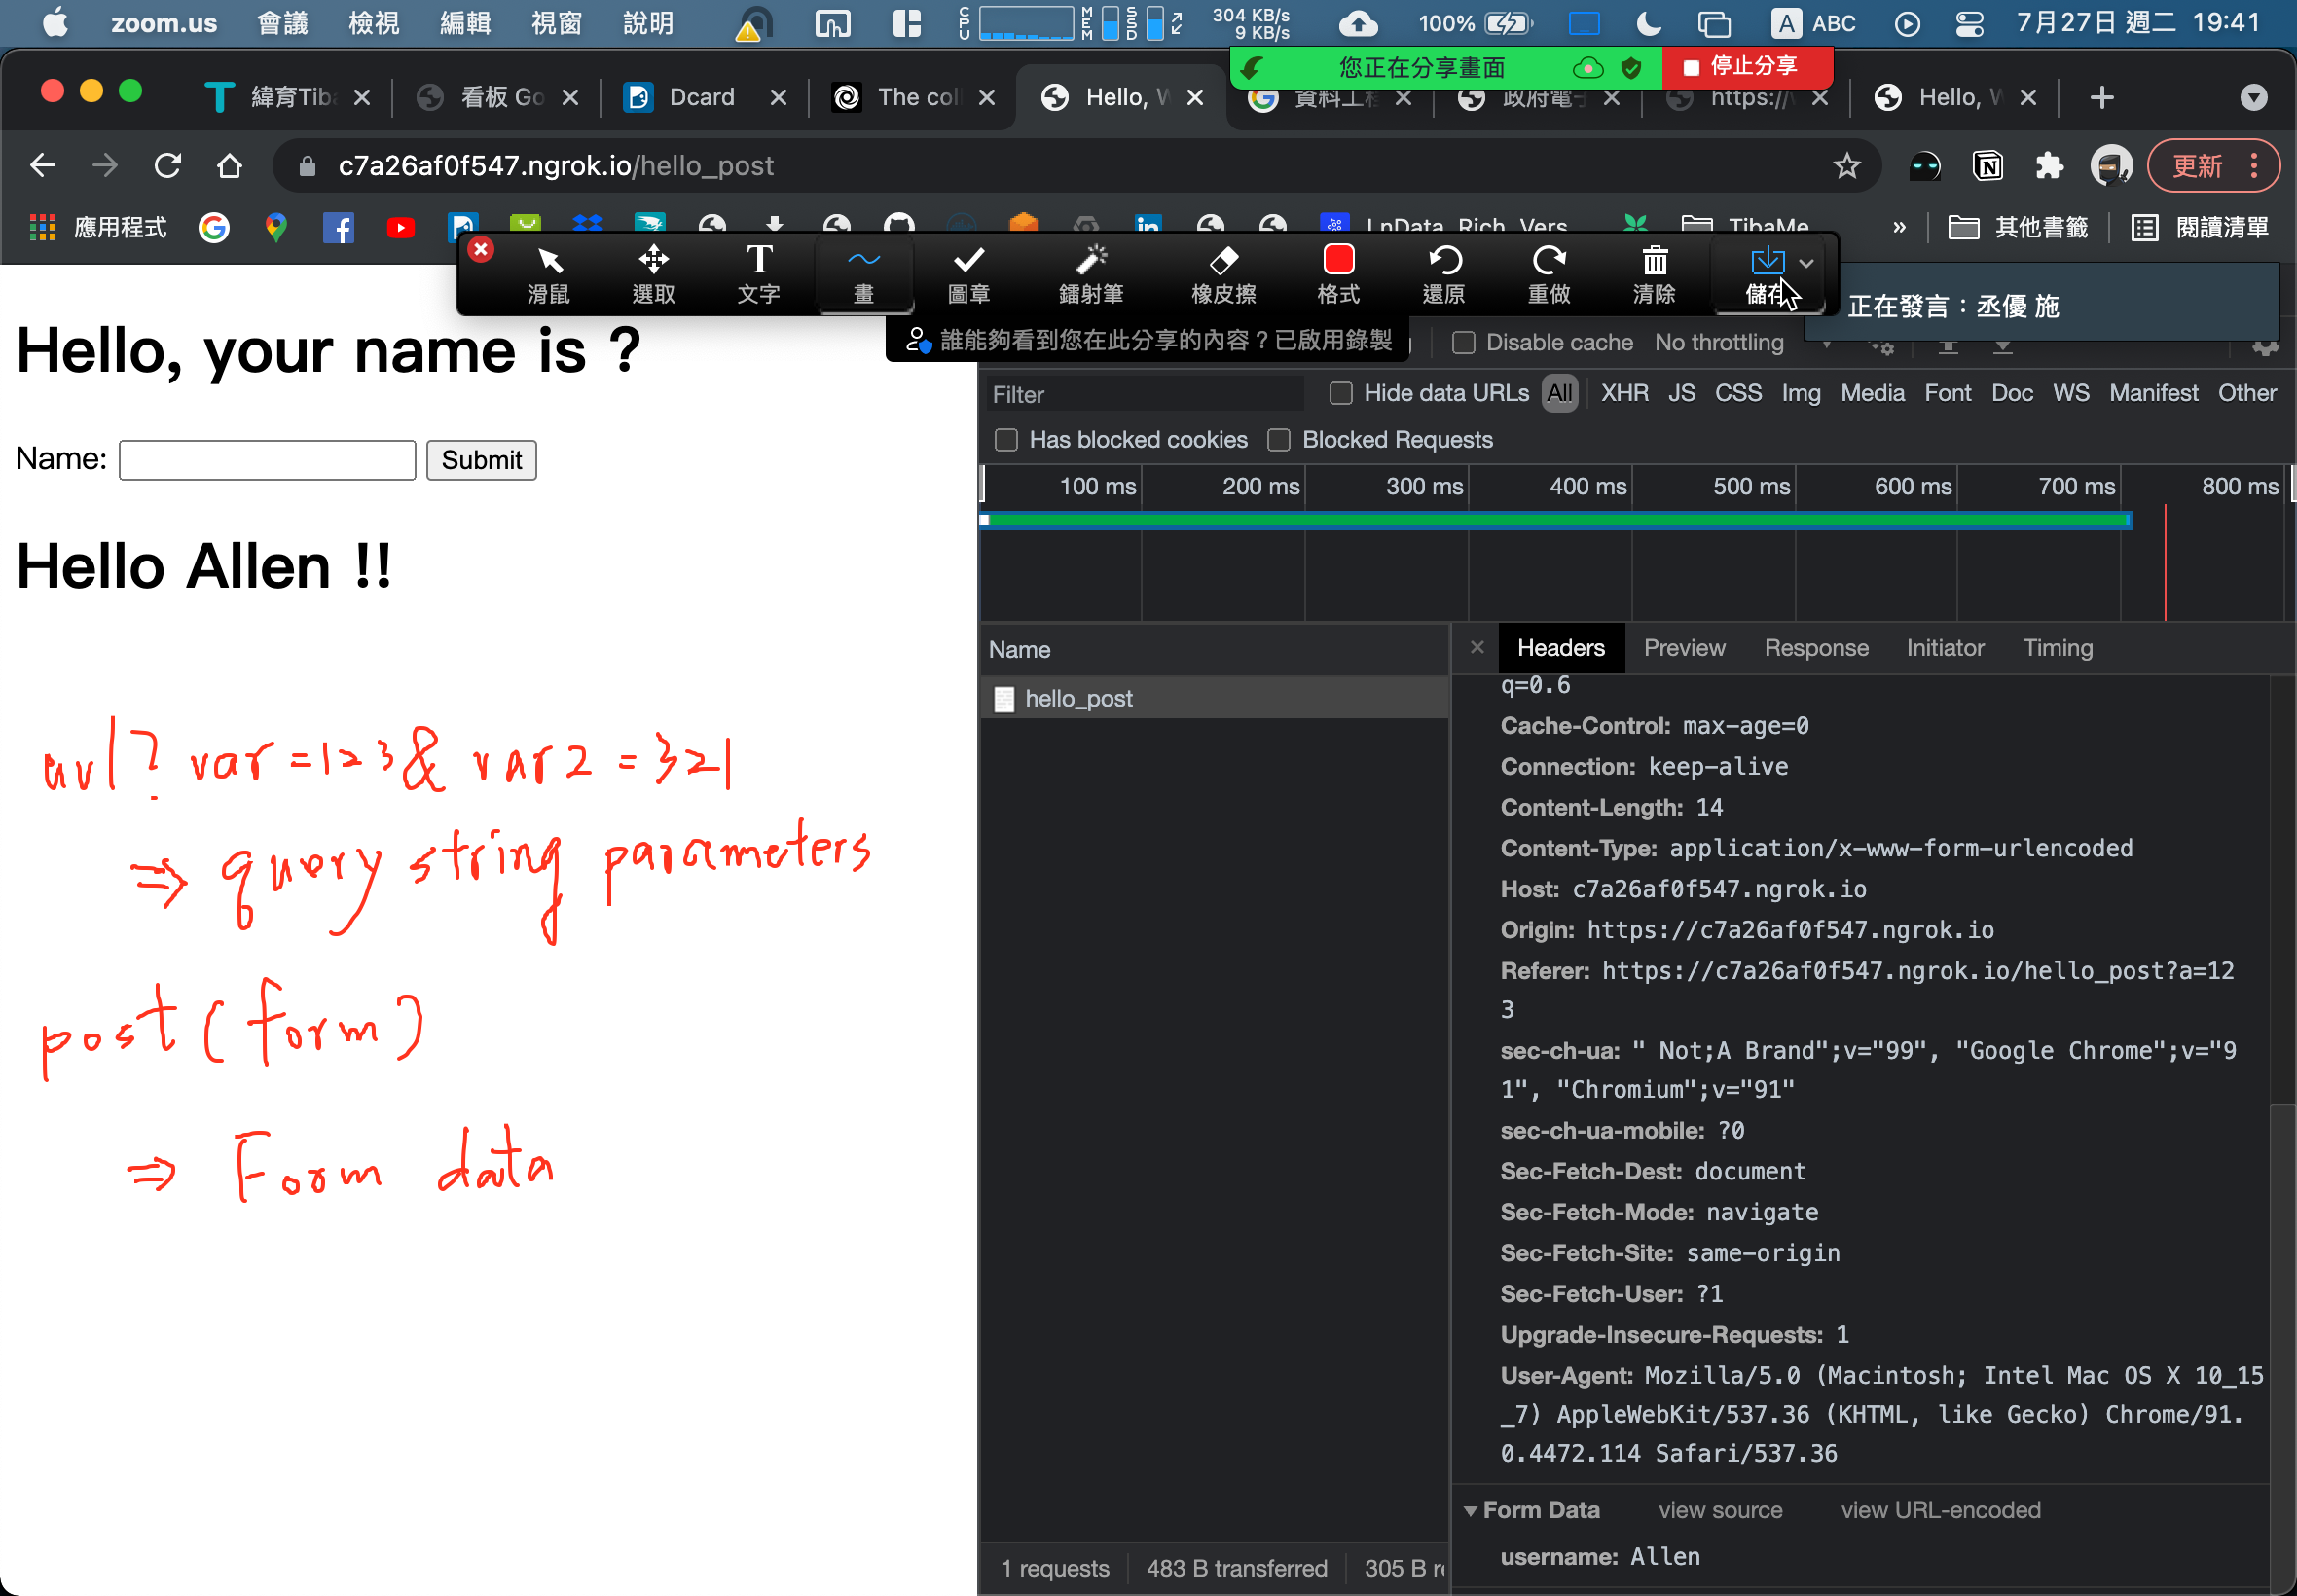 zoom.us 會議 檢視 編輯 視窗 說明 CPU MEM SSD 304 KB/s 9 KB/s 100% A ABC 7月27日 週二 19:41
您正在分享畫面 停止分享
緯育Tiba 看板 Go Dcard The col Hello, W 資料工程 政府電子 https:// Hello, W
c7a26af0f547.ngrok.io/hello_post 更新
應用程式 LnData Rich Vers TibaMe » 其他書籤 閱讀清單
滑鼠 選取 文字 畫 圖章 鐳射筆 橡皮擦 格式 還原 重做 清除 儲存
正在發言：丞優 施
誰能夠看到您在此分享的內容？已啟用錄製
Disable cache No throttling
Hello, your name is ?
Name: Submit
Hello Allen !!
url? var=123& var2=321
⇒ query string parameters
post(form)
⇒ Form data
Filter Hide data URLs All XHR JS CSS Img Media Font Doc WS Manifest Other
Has blocked cookies Blocked Requests
100 ms 200 ms 300 ms 400 ms 500 ms 600 ms 700 ms 800 ms
Name
hello_post
Headers Preview Response Initiator Timing
q=0.6
Cache-Control: max-age=0
Connection: keep-alive
Content-Length: 14
Content-Type: application/x-www-form-urlencoded
Host: c7a26af0f547.ngrok.io
Origin: https://c7a26af0f547.ngrok.io
Referer: https://c7a26af0f547.ngrok.io/hello_post?a=12
3
sec-ch-ua: " Not;A Brand";v="99", "Google Chrome";v="9
1", "Chromium";v="91"
sec-ch-ua-mobile: ?0
Sec-Fetch-Dest: document
Sec-Fetch-Mode: navigate
Sec-Fetch-Site: same-origin
Sec-Fetch-User: ?1
Upgrade-Insecure-Requests: 1
User-Agent: Mozilla/5.0 (Macintosh; Intel Mac OS X 10_15
_7) AppleWebKit/537.36 (KHTML, like Gecko) Chrome/91.
0.4472.114 Safari/537.36
Form Data view source view URL-encoded
username: Allen
1 requests 483 B transferred 305 B r